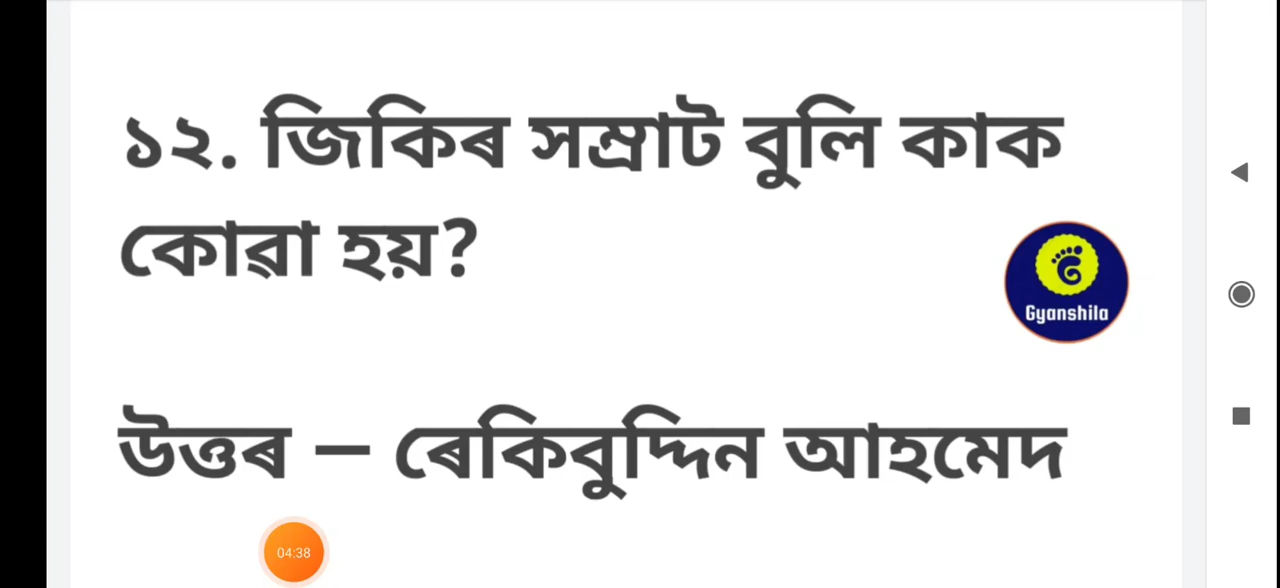 ১২. জিকিৰ সম্ৰাট বুলি কাক
কোৱা হয়?
Gyanshila
উত্তৰ – ৰেকিবুদ্দিন আহমেদ
04:38